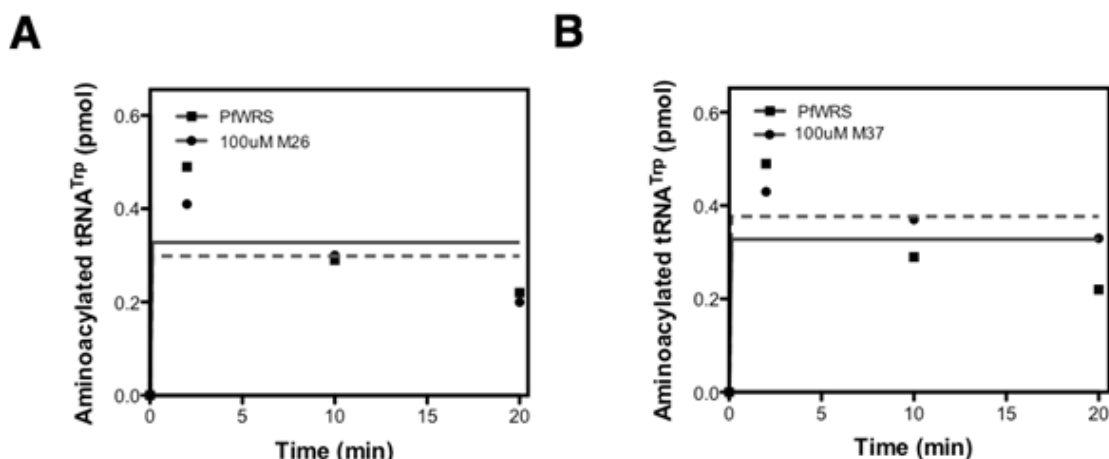 A
Aminoacylated tRNATrp (pmol)
0.6
0.4
0.2
0.0
PfWRS
100uM M26
0 5 10 15 20
Time (min)
B
Aminoacylated tRNATrp (pmol)
0.6
0.4
0.2
0.0
PfWRS
100uM M37
0 5 10 15 20
Time (min)